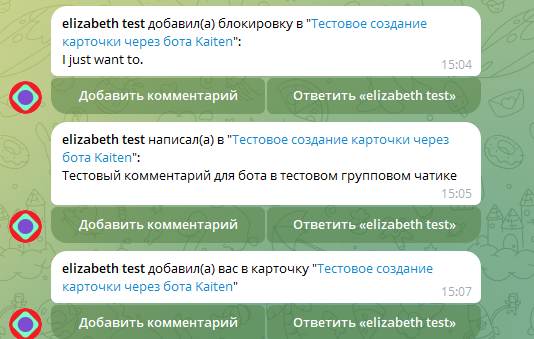 elizabeth test добавил(а) блокировку в "Тестовое создание
карточки через бота Kaiten":
I just want to.
15:04
Добавить комментарий
Ответить «elizabeth test»
elizabeth test написал(а) в "Тестовое создание карточки через
бота Kaiten":
Тестовый комментарий для бота в тестовом групповом чатике
15:05
Добавить комментарий
Ответить «elizabeth test»
elizabeth test добавил(а) вас в карточку "Тестовое создание
карточки через бота Kaiten"
15:07
Добавить комментарий
Ответить «elizabeth test»